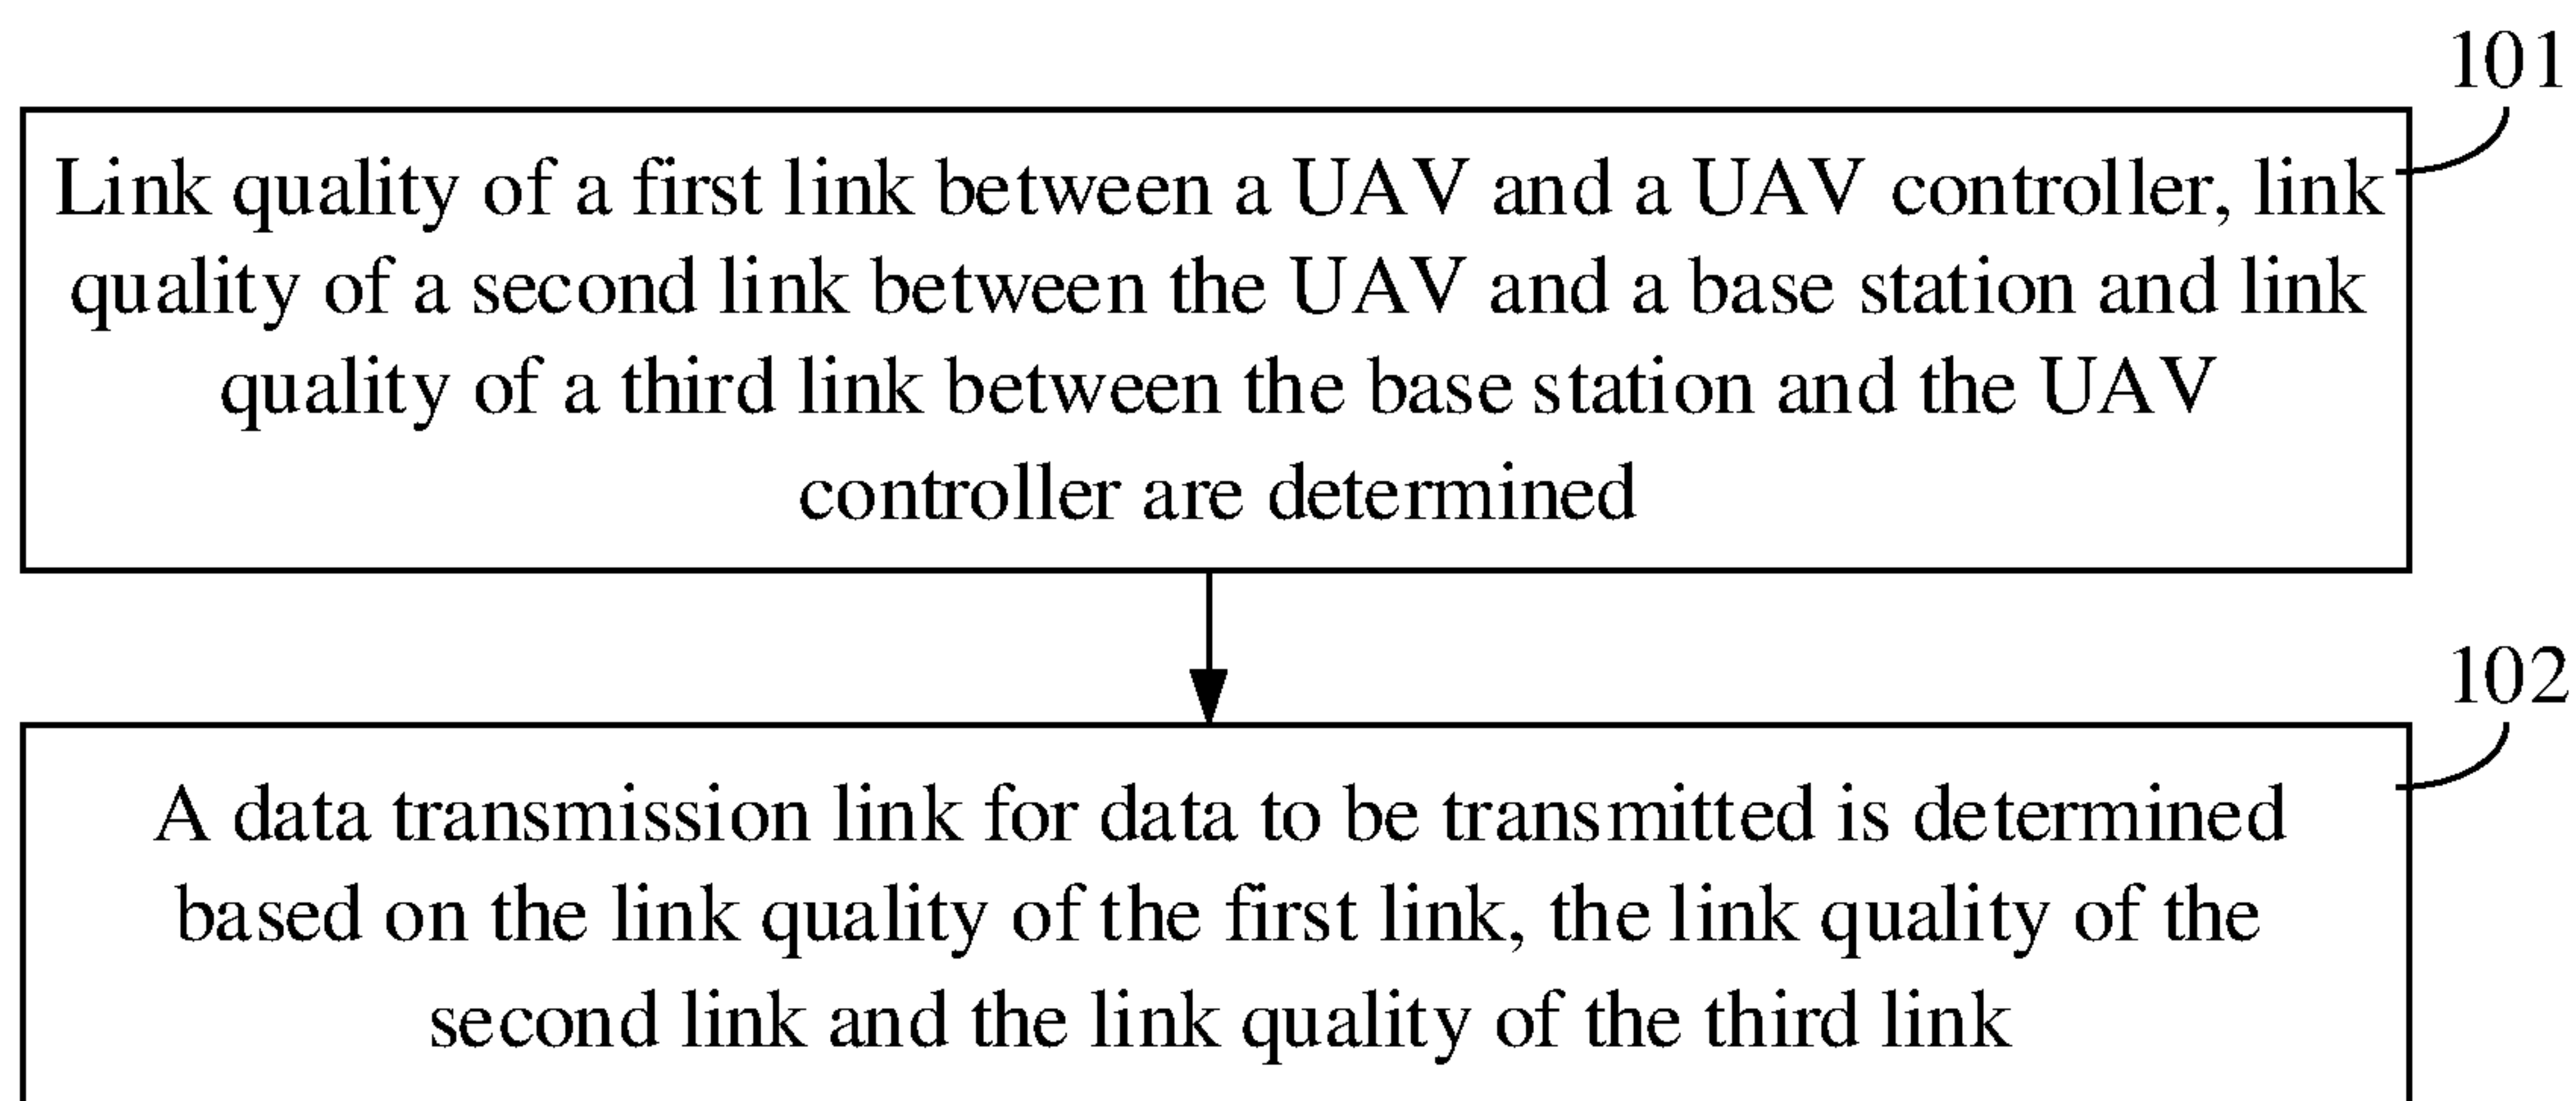 101
Link quality of a first link between a UAV and a UAV controller, link
quality of a second link between the UAV and a base station and link
quality of a third link between the base station and the UAV
controller are determined
102
A data transmission link for data to be transmitted is determined
based on the link quality of the first link, the link quality of the
second link and the link quality of the third link